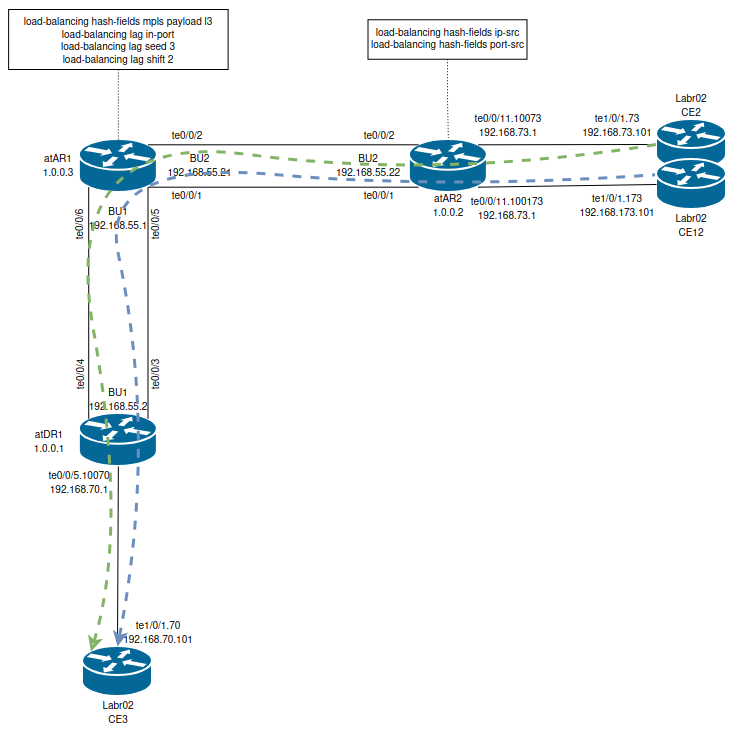 load-balancing hash-fields mpls payload l3
load-balancing lag in-port
load-balancing lag seed 3
load-balancing lag shift 2
load-balancing hash-fields ip-src
load-balancing hash-fields port-src
Labr02
CE2
te0/0/11.10073
192.168.73.1
te1/0/1.73
192.168.73.101
te0/0/2
te0/0/2
atAR1
1.0.0.3
BU2
192.168.55.21
BU2
192.168.55.22
te0/0/1
te0/0/1
atAR2
1.0.0.2
te0/0/11.100173
192.168.73.1
te1/0/1.173
192.168.173.101
Labr02
CE12
BU1
192.168.55.1
te0/0/6
te0/0/5
te0/0/4
te0/0/3
BU1
192.168.55.2
atDR1
1.0.0.1
te0/0/5.10070
192.168.70.1
te1/0/1.70
192.168.70.101
Labr02
CE3